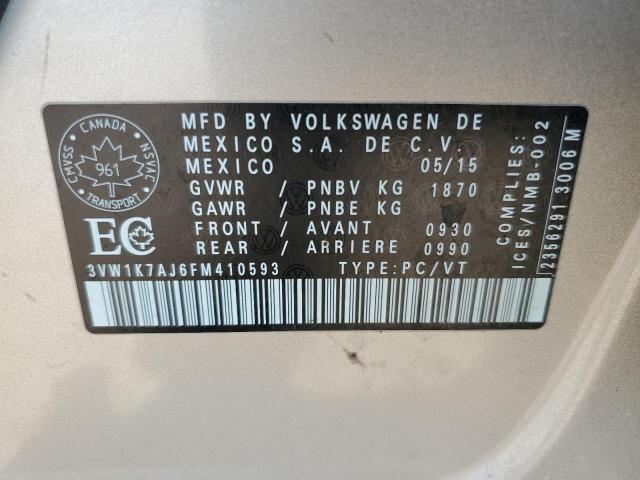 MFD BY VOLKSWAGEN DE
MEXICO S.A. DE C.V.
MEXICO 05/15
GVWR / PNBV KG 1870
GAWR / PNBE KG
FRONT / AVANT 0930
REAR / ARRIERE 0990
3VW1K7AJ6FM410593 TYPE:PC/VT
CANADA
CMVSS
NSVAC
961
TRANSPORT
EC
COMPLIES:
ICES/NMB-002
2356291 3006 M